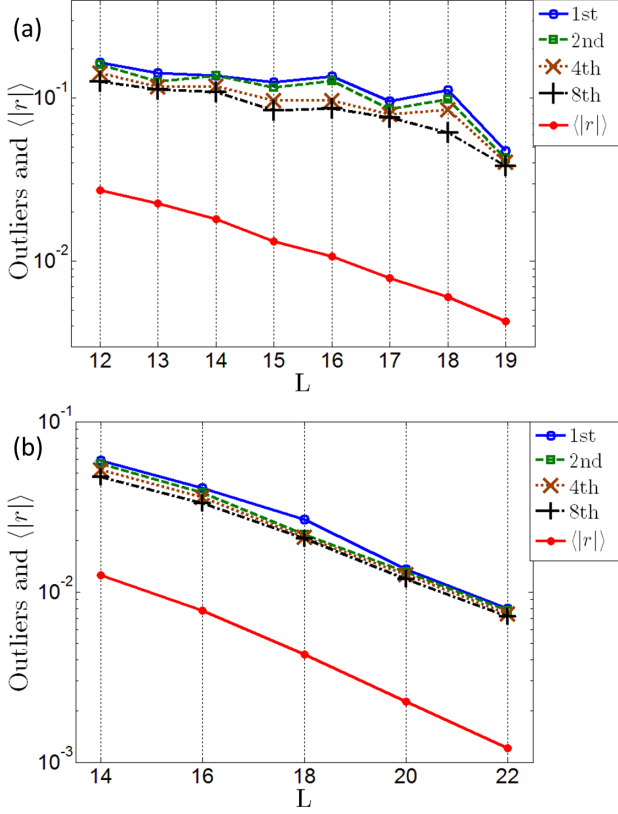 (a)
Outliers and ⟨|r|⟩
10⁻¹
10⁻²
12 13 14 15 16 17 18 19
L
1st
2nd
4th
8th
⟨|r|⟩
(b)
Outliers and ⟨|r|⟩
10⁻¹
10⁻²
10⁻³
14 16 18 20 22
L
1st
2nd
4th
8th
⟨|r|⟩